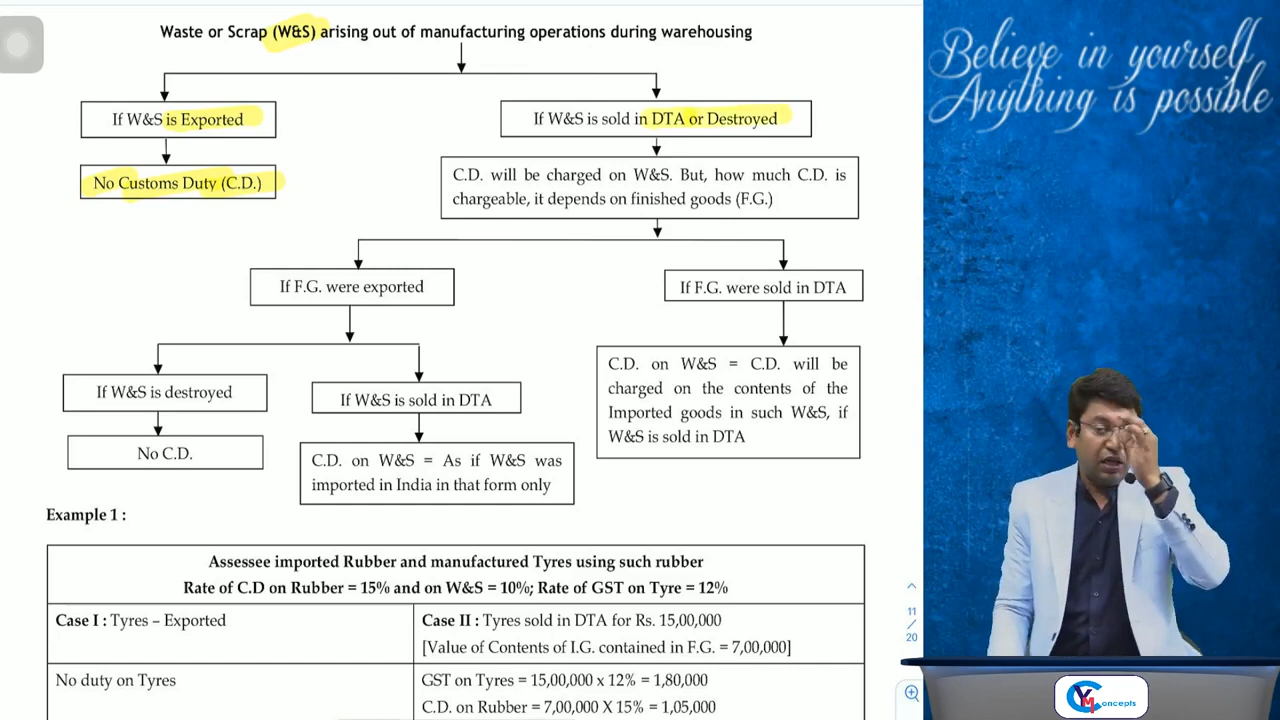 Waste or Scrap (W&S) arising out of manufacturing operations during warehousing
If W&S is Exported
No Customs Duty (C.D.)
If W&S is sold in DTA or Destroyed
C.D. will be charged on W&S. But, how much C.D. is
chargeable, it depends on finished goods (F.G.)
If F.G. were exported
If W&S is destroyed
No C.D.
If W&S is sold in DTA
C.D. on W&S = As if W&S was
imported in India in that form only
If F.G. were sold in DTA
C.D. on W&S = C.D. will be
charged on the contents of the
Imported goods in such W&S, if
W&S is sold in DTA
Example 1 :
Assessee imported Rubber and manufactured Tyres using such rubber
Rate of C.D on Rubber = 15% and on W&S = 10%; Rate of GST on Tyre = 12%
Case I : Tyres – Exported
Case II : Tyres sold in DTA for Rs. 15,00,000
[Value of Contents of I.G. contained in F.G. = 7,00,000]
No duty on Tyres
GST on Tyres = 15,00,000 x 12% = 1,80,000
C.D. on Rubber = 7,00,000 X 15% = 1,05,000
11
/
20
Believe in yourself
Anything is possible
YM Concepts